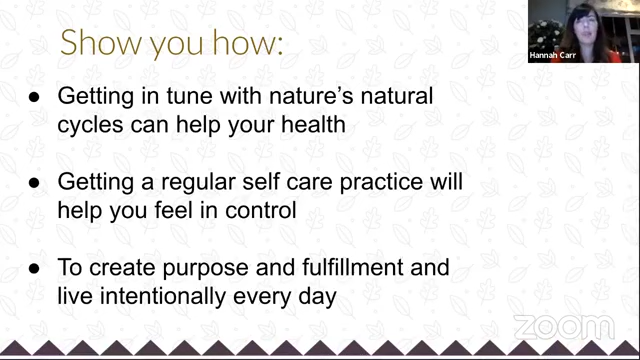 Show you how:
● Getting in tune with nature's natural
cycles can help your health
● Getting a regular self care practice will
help you feel in control
● To create purpose and fulfillment and
live intentionally every day
Hannah Carr
zoom